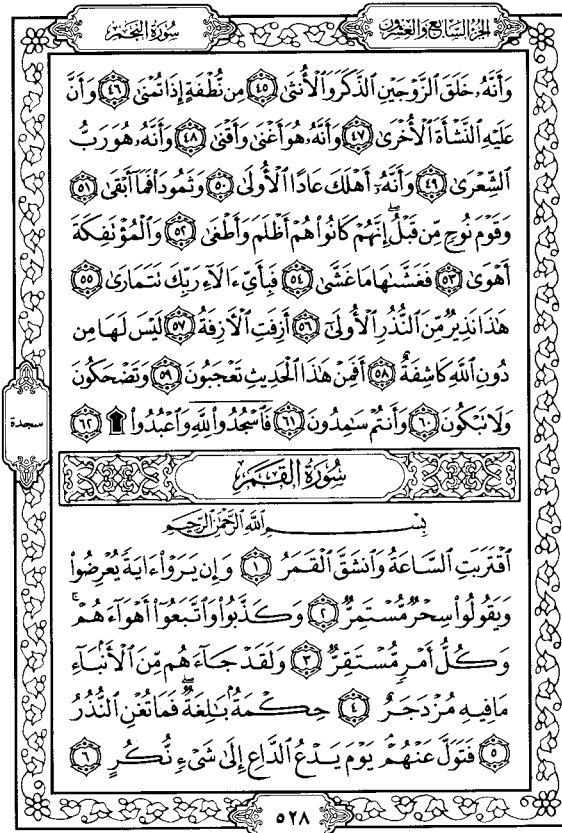 الجزء السابع والعشرون
سورة النجم
وَأَنَّهُۥ خَلَقَ ٱلزَّوْجَيْنِ ٱلذَّكَرَ وَٱلْأُنثَىٰ ٤٥ مِن نُّطْفَةٍ إِذَا تُمْنَىٰ ٤٦ وَأَنَّ
عَلَيْهِ ٱلنَّشْأَةَ ٱلْأُخْرَىٰ ٤٧ وَأَنَّهُۥ هُوَ أَغْنَىٰ وَأَقْنَىٰ ٤٨ وَأَنَّهُۥ هُوَ رَبُّ
ٱلشِّعْرَىٰ ٤٩ وَأَنَّهُۥٓ أَهْلَكَ عَادًا ٱلْأُولَىٰ ٥٠ وَثَمُودَا۟ فَمَآ أَبْقَىٰ ٥١
وَقَوْمَ نُوحٍ مِّن قَبْلُ ۖ إِنَّهُمْ كَانُوا۟ هُمْ أَظْلَمَ وَأَطْغَىٰ ٥٢ وَٱلْمُؤْتَفِكَةَ
أَهْوَىٰ ٥٣ فَغَشَّىٰهَا مَا غَشَّىٰ ٥٤ فَبِأَىِّ ءَالَآءِ رَبِّكَ تَتَمَارَىٰ ٥٥
هَٰذَا نَذِيرٌ مِّنَ ٱلنُّذُرِ ٱلْأُولَىٰٓ ٥٦ أَزِفَتِ ٱلْءَازِفَةُ ٥٧ لَيْسَ لَهَا مِن
دُونِ ٱللَّهِ كَاشِفَةٌ ٥٨ أَفَمِنْ هَٰذَا ٱلْحَدِيثِ تَعْجَبُونَ ٥٩ وَتَضْحَكُونَ
وَلَا تَبْكُونَ ٦٠ وَأَنتُمْ سَٰمِدُونَ ٦١ فَٱسْجُدُوا۟ لِلَّهِ وَٱعْبُدُوا۟ ۩ ٦٢
سجدة
سورة القمر
بِسْمِ ٱللَّهِ ٱلرَّحْمَٰنِ ٱلرَّحِيمِ
ٱقْتَرَبَتِ ٱلسَّاعَةُ وَٱنشَقَّ ٱلْقَمَرُ ١ وَإِن يَرَوْا۟ ءَايَةً يُعْرِضُوا۟
وَيَقُولُوا۟ سِحْرٌ مُّسْتَمِرٌّ ٢ وَكَذَّبُوا۟ وَٱتَّبَعُوٓا۟ أَهْوَآءَهُمْ ۚ
وَكُلُّ أَمْرٍ مُّسْتَقِرٌّ ٣ وَلَقَدْ جَآءَهُم مِّنَ ٱلْأَنۢبَآءِ
مَا فِيهِ مُزْدَجَرٌ ٤ حِكْمَةٌۢ بَٰلِغَةٌ ۖ فَمَا تُغْنِ ٱلنُّذُرُ
٥ فَتَوَلَّ عَنْهُمْ ۘ يَوْمَ يَدْعُ ٱلدَّاعِ إِلَىٰ شَىْءٍ نُّكُرٍ ٦
٥٢٨